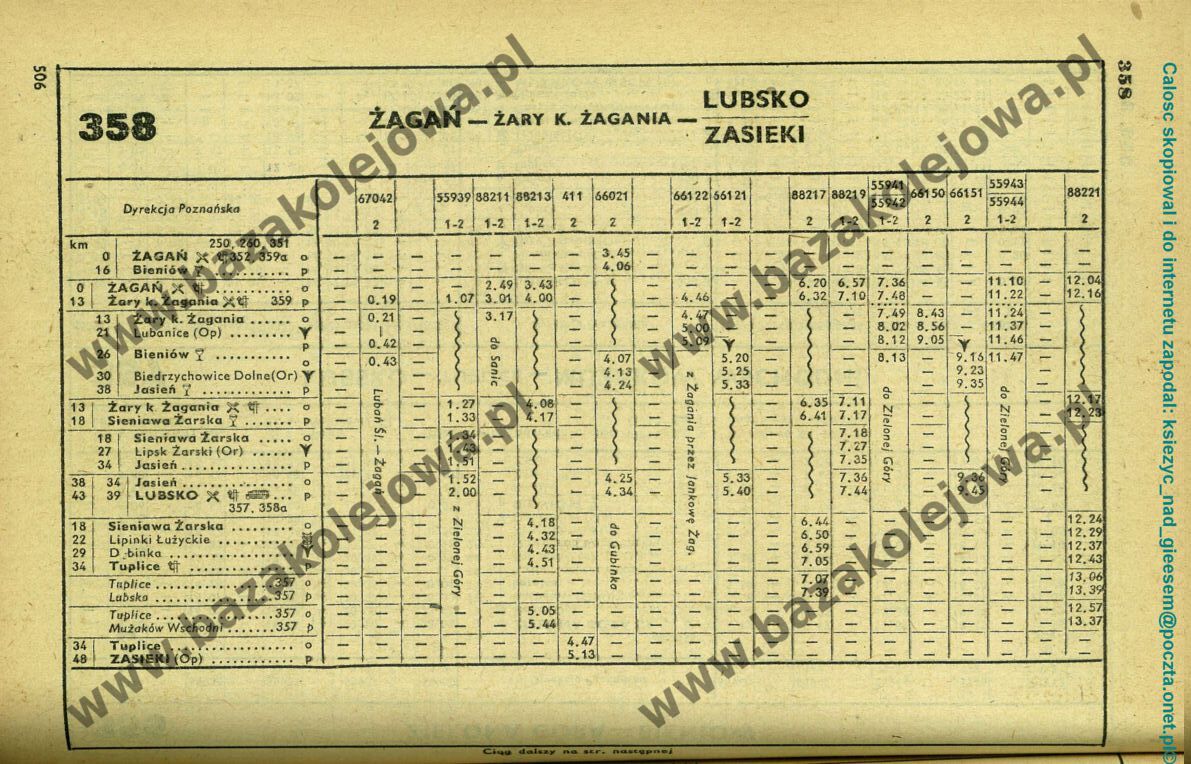 506
358
358
ŻAGAŃ — ŻARY K. ŻAGANIA — LUBSKO
ZASIEKI
Dyrekcja Poznańska
67042 55939 88211 88213 411 66021 66122 66121 88217 88219 55941 66150 66151 55943 88221
55942 55944
2 1-2 1-2 1-2 2 2 1-2 1-2 2 1-2 1-2 2 2 1-2 2
km 250, 260, 351
0 ŻAGAŃ 352, 359a o — — — — — — 3.45 — — — — — — — — —
16 Bieniów p — — — — — — 4.06 — — — — — — — — —
0 ŻAGAŃ o — — — 2.49 3.43 — — — — 6.20 6.57 7.36 — — 11.10 12.04
13 Żary k. Żagania 359 p — 0.19 — 1.07 3.01 4.00 — — 4.46 — — 6.32 7.10 7.48 — — 11.22 12.16
13 Żary k. Żagania o — 0.21 — 3.17 — — 4.47 — — — 7.49 8.43 — 11.24 —
21 Lubanice (Op) — | — — — 5.00 — — — 8.02 8.56 — 11.37 —
26 Bieniów p — 0.42 — — — 5.09 — — — 8.12 9.05 11.46 —
o — 0.43 — — — 4.07 — 5.20 — — — 8.13 — 9.16 11.47 —
30 Biedrzychowice Dolne(Or) — — — 4.13 — 5.25 — — — — 9.23 —
38 Jasień p — — — 4.24 — 5.33 — — — — 9.35 —
13 Żary k. Żagania o — — 1.27 4.08 — — — — 6.35 7.11 — — 12.17
18 Sieniawa Żarska p — — 1.33 4.17 — — — — 6.41 7.17 — — 12.23
18 Sieniawa Żarska o — — 1.34 — — — — — 7.18 — — —
27 Lipsk Żarski (Or) — — 1.43 — — — — — 7.27 — — —
34 Jasień p — — 1.51 — — — — — 7.35 — — —
38 34 Jasień o — — 1.52 — — 4.25 — 5.33 — — 7.36 — — 9.36 —
43 39 LUBSKO p — — 2.00 — — 4.34 — 5.40 — — 7.44 — — 9.45 —
357, 358a
18 Sieniawa Żarska o — — — 4.18 — — — — 6.44 — — — — 12.24
22 Lipinki Łużyckie — — — 4.32 — — — — 6.50 — — — — 12.29
29 D binka — — — 4.43 — — — — 6.59 — — — — 12.37
34 Tuplice p — — — 4.51 — — — — 7.05 — — — — 12.43
Tuplice 357 o — — — — — — — 7.07 — — — — 13.06
Lubsko 357 p — — — — — — — 7.39 — — — — 13.39
Tuplice 357 o — — — 5.05 — — — — — — — — — 12.57
Mużaków Wschodni 357 p — — — 5.44 — — — — — — — — — 13.37
34 Tuplice o — — — — — 4.47 — — — — — — — — — —
48 ZASIEKI (Op) p — — — — — 5.13 — — — — — — — — — —
Lubań Śl. — Żagań
z Zielonej Góry
do Sanic
do Gubinka
z Żagania przez Jankowę Żag.
do Zielonej Góry
do Zielonej Góry
Ciąg dalszy na str. następnej
www.bazakolejowa.pl
www.bazakolejowa.pl
www.bazakolejowa.pl
www.bazakolejowa.pl
Calosc skopiowal i do internetu zapodal: ksiezyc_nad_gieesem@poczta.onet.pl©